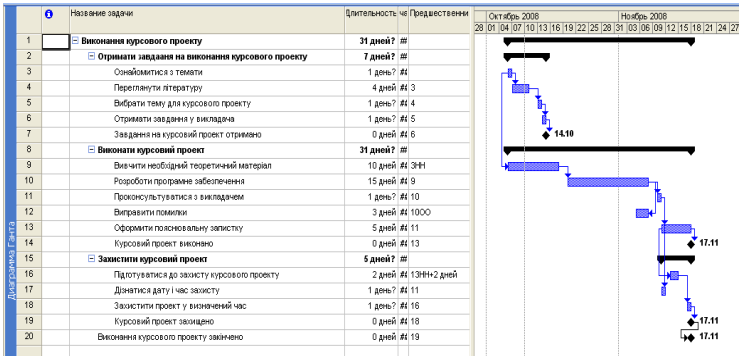 Название задачи Длительность ча Предшественни Октябрь 2008 Ноябрь 2008
28 01 04 07 10 13 16 19 22 25 28 31 03 06 09 12 15 18 21 24 27
1 Виконання курсового проекту 31 дней? ##
2 Отримати завдання на виконання курсового проекту 7 дней? ##
3 Ознайомитися з темати 1 день? ##
4 Переглянути літературу 4 дней ## 3
5 Вибрати тему для курсового проекту 1 день? ## 4
6 Отримати завдання у викладача 1 день? ## 5
7 Завдання на курсовий проект отримано 0 дней ## 6 14.10
8 Виконати курсовий проект 31 дней? ##
9 Вивчити необхідний теоретичний матеріал 10 дней ## 3НН
10 Розроботи програмне забезпечення 15 дней ## 9
11 Проконсультуватися з викладачем 1 день? ## 10
12 Виправити помилки 3 дней ## 10ОО
13 Оформити пояснювальну запистку 5 дней ## 11
14 Курсовий проект виконано 0 дней ## 13 17.11
15 Захистити курсовий проект 5 дней? ##
16 Підготуватися до захисту курсового проекту 2 дней ## 13НН+2 дней
17 Дізнатися дату і час захисту 1 день? ## 11
18 Захистити проект у визначений час 1 день? ## 16
19 Курсовий проект захищено 0 дней ## 18 17.11
20 Виконання курсового проекту закінчено 0 дней ## 19 17.11
Диаграмма Ганта